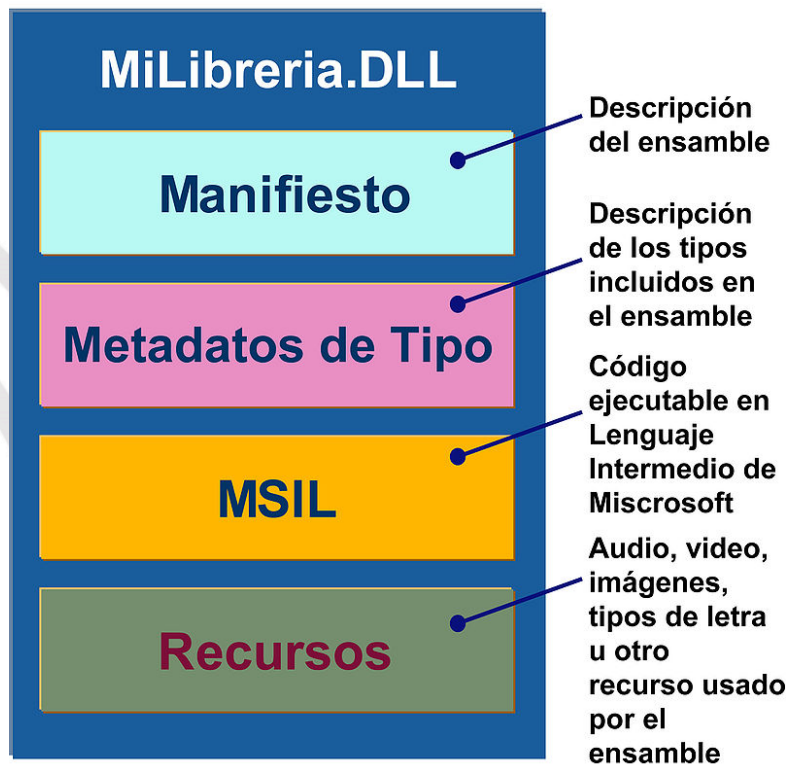 MiLibreria.DLL
Manifiesto
Descripción
del ensamble
Metadatos de Tipo
Descripción
de los tipos
incluidos en
el ensamble
MSIL
Código
ejecutable en
Lenguaje
Intermedio de
Miscrosoft
Recursos
Audio, video,
imágenes,
tipos de letra
u otro
recurso usado
por el
ensamble